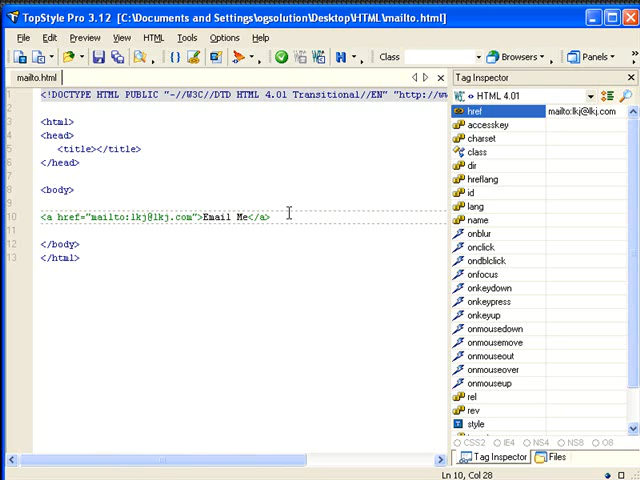 TopStyle Pro 3.12 [C:\Documents and Settings\ogsolution\Desktop\HTML\mailto.html]
File Edit Preview View HTML Tools Options Help
Class Browsers Panels
mailto.html
Tag Inspector
HTML 4.01
1 <!DOCTYPE HTML PUBLIC "-//W3C//DTD HTML 4.01 Transitional//EN" "http://ww
2
3 <html>
4 <head>
5 <title></title>
6 </head>
7
8 <body>
9
10 <a href="mailto:lkj@lkj.com">Email Me</a>
11
12 </body>
13 </html>
href mailto:lkj@lkj.com
accesskey
charset
class
dir
hreflang
id
lang
name
onblur
onclick
ondblclick
onfocus
onkeydown
onkeypress
onkeyup
onmousedown
onmousemove
onmouseout
onmouseover
onmouseup
rel
rev
style
CSS2 IE4 NS4 NS8 O8
Tag Inspector Files
Ln 10, Col 28